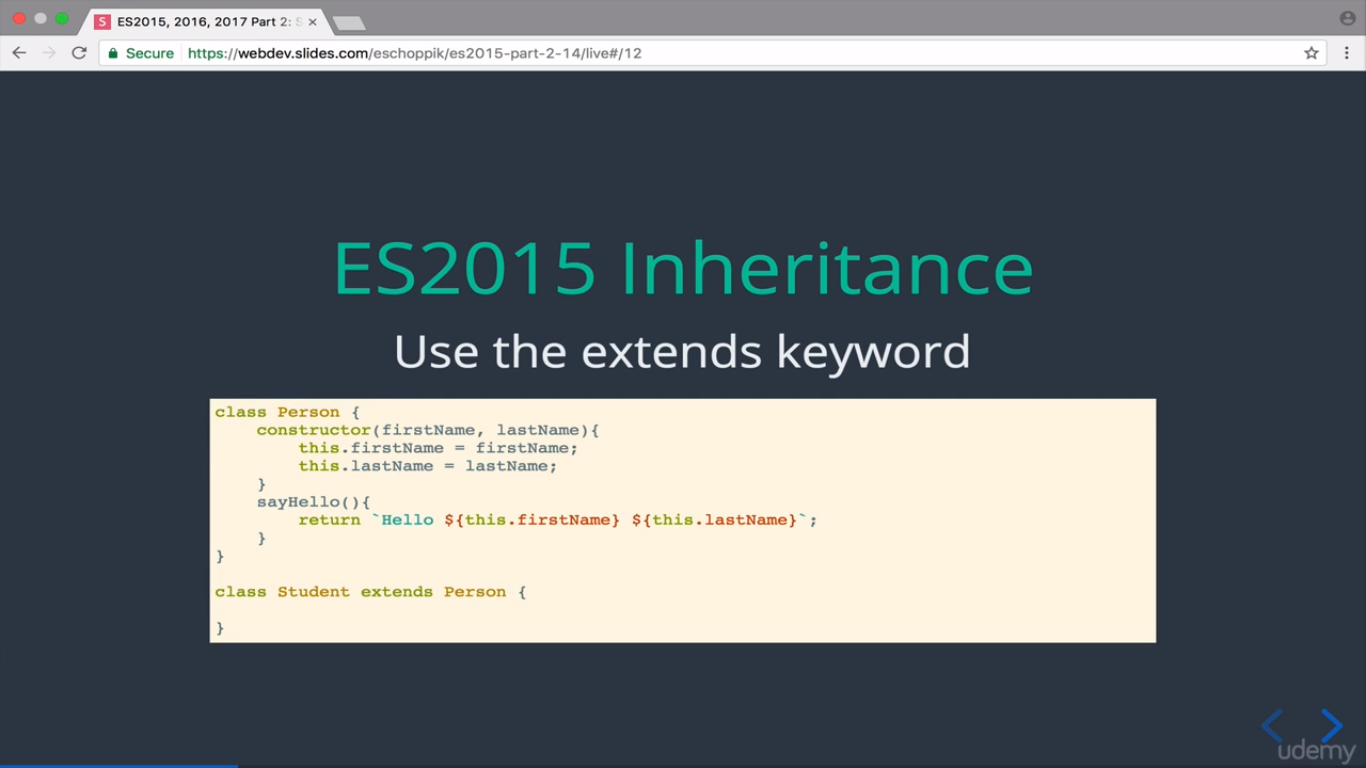 ES2015, 2016, 2017 Part 2: S
Secure https://webdev.slides.com/eschoppik/es2015-part-2-14/live#/12
ES2015 Inheritance
Use the extends keyword
class Person {
    constructor(firstName, lastName){
        this.firstName = firstName;
        this.lastName = lastName;
    }
    sayHello(){
        return `Hello ${this.firstName} ${this.lastName}`;
    }
}
class Student extends Person {
}
udemy